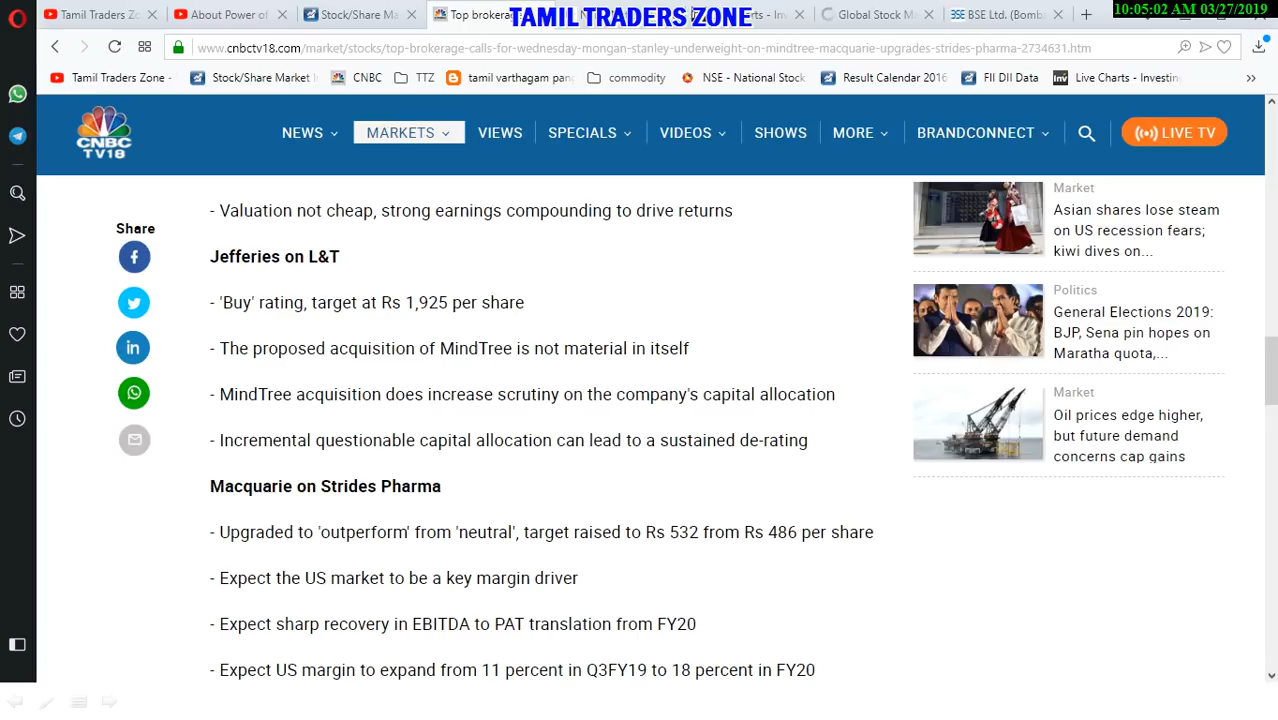 TAMIL TRADERS ZONE
10:05:02 AM 03/27/2019
Tamil Traders Z
About Power of
Stock/Share Ma
Top brokera
rts - Inv
Global Stock M
BSE Ltd. (Bomba
www.cnbctv18.com/market/stocks/top-brokerage-calls-for-wednesday-morgan-stanley-underweight-on-mindtree-macquarie-upgrades-strides-pharma-2734631.htm
Tamil Traders Zone -
Stock/Share Market I
CNBC
TTZ
tamil varthagam pan
commodity
NSE - National Stock
Result Calendar 2016
FII DII Data
Inv
Live Charts - Investin
CNBC
TV18
NEWS
MARKETS
VIEWS
SPECIALS
VIDEOS
SHOWS
MORE
BRANDCONNECT
LIVE TV
- Valuation not cheap, strong earnings compounding to drive returns
Share
Jefferies on L&T
- 'Buy' rating, target at Rs 1,925 per share
- The proposed acquisition of MindTree is not material in itself
- MindTree acquisition does increase scrutiny on the company's capital allocation
- Incremental questionable capital allocation can lead to a sustained de-rating
Macquarie on Strides Pharma
- Upgraded to 'outperform' from 'neutral', target raised to Rs 532 from Rs 486 per share
- Expect the US market to be a key margin driver
- Expect sharp recovery in EBITDA to PAT translation from FY20
- Expect US margin to expand from 11 percent in Q3FY19 to 18 percent in FY20
Market
Asian shares lose steam
on US recession fears;
kiwi dives on...
Politics
General Elections 2019:
BJP, Sena pin hopes on
Maratha quota,...
Market
Oil prices edge higher,
but future demand
concerns cap gains